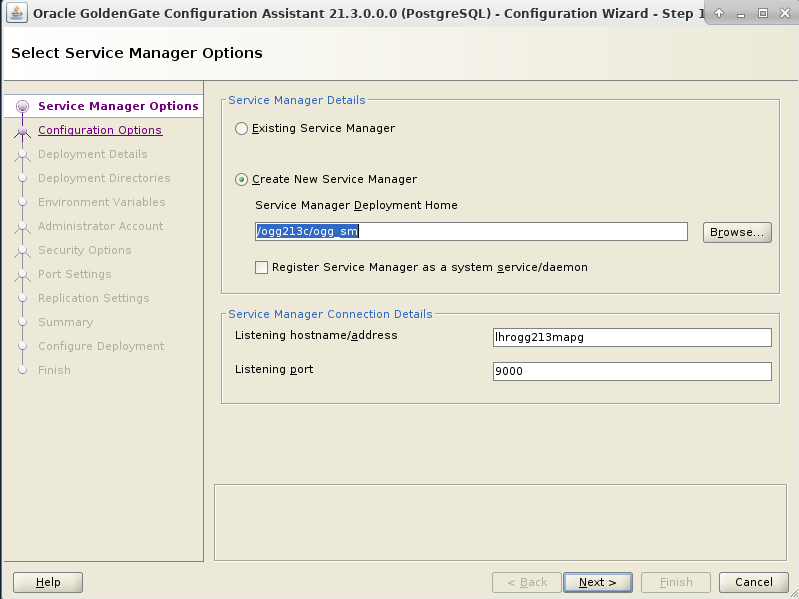 Oracle GoldenGate Configuration Assistant 21.3.0.0.0 (PostgreSQL) - Configuration Wizard - Step 1
Select Service Manager Options
Service Manager Options
Configuration Options
Deployment Details
Deployment Directories
Environment Variables
Administrator Account
Security Options
Port Settings
Replication Settings
Summary
Configure Deployment
Finish
Service Manager Details
Existing Service Manager
Create New Service Manager
Service Manager Deployment Home
/ogg213c/ogg_sm
Browse...
Register Service Manager as a system service/daemon
Service Manager Connection Details
Listening hostname/address
lhrogg213mapg
Listening port
9000
Help
< Back
Next >
Finish
Cancel